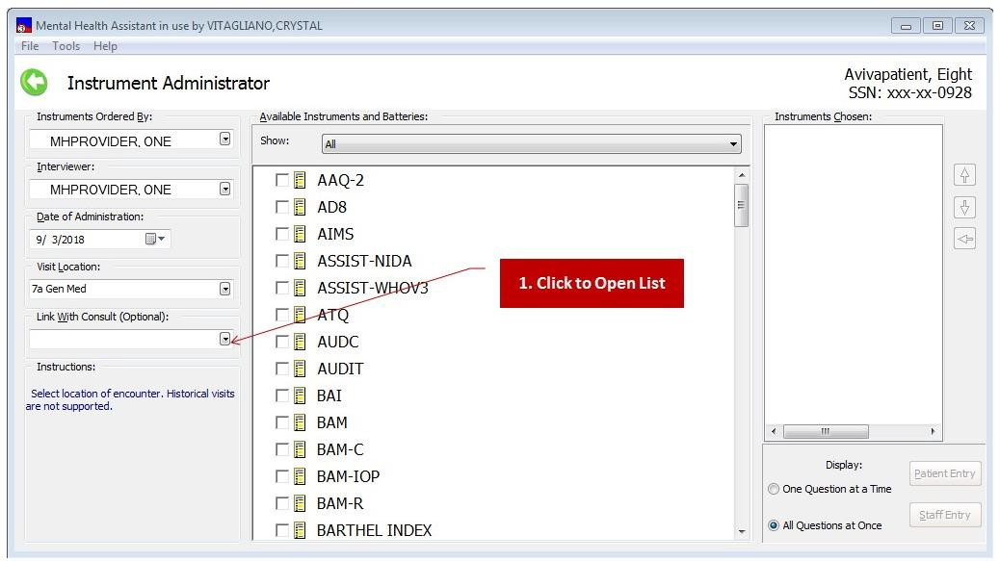 Mental Health Assistant in use by VITAGLIANO,CRYSTAL
File Tools Help
Instrument Administrator
Avivapatient, Eight
SSN: xxx-xx-0928
Instruments Ordered By:
MHPROVIDER, ONE
Interviewer:
MHPROVIDER, ONE
Date of Administration:
9/ 3/2018
Visit Location:
7a Gen Med
Link With Consult (Optional):
Instructions:
Select location of encounter. Historical visits
are not supported.
Available Instruments and Batteries:
Show:
All
AAQ-2
AD8
AIMS
ASSIST-NIDA
ASSIST-WHOV3
ATQ
AUDC
AUDIT
BAI
BAM
BAM-C
BAM-IOP
BAM-R
BARTHEL INDEX
1. Click to Open List
Instruments Chosen:
Display:
One Question at a Time
All Questions at Once
Patient Entry
Staff Entry